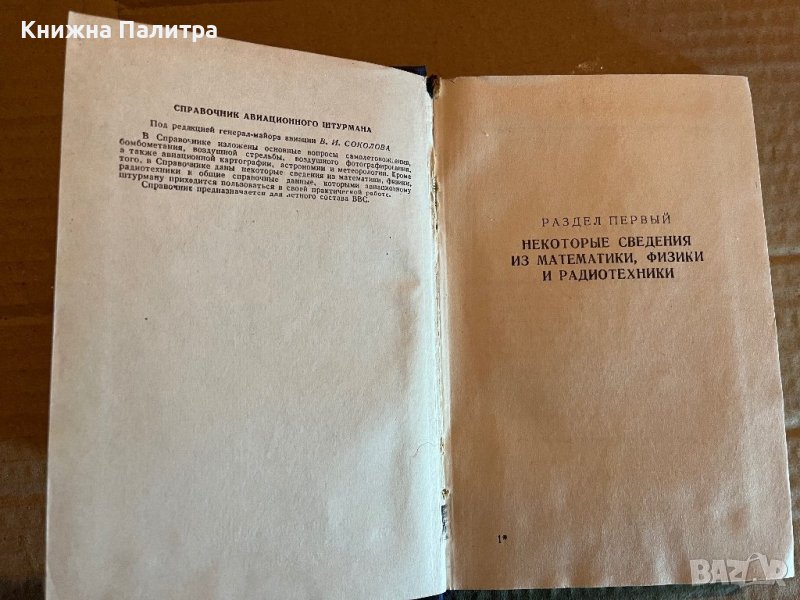 Книжна Палитра
СПРАВОЧНИК АВИАЦИОННОГО ШТУРМАНА
Под редакцией генерал-майора авиации В. И. СОКОЛОВА
В Справочнике изложены основные вопросы самолетовождения,
бомбометания, воздушной стрельбы, воздушного фотографирования,
а также авиационной картографии, астрономии и метеорологии. Кроме
того, в Справочнике даны некоторые сведения из математики, физики,
радиотехники и общие справочные данные, которыми авиационному
штурману приходится пользоваться в своей практической работе.
Справочник предназначается для летного состава ВВС.
РАЗДЕЛ ПЕРВЫЙ
НЕКОТОРЫЕ СВЕДЕНИЯ
ИЗ МАТЕМАТИКИ, ФИЗИКИ
И РАДИОТЕХНИКИ
1*
BAZAR